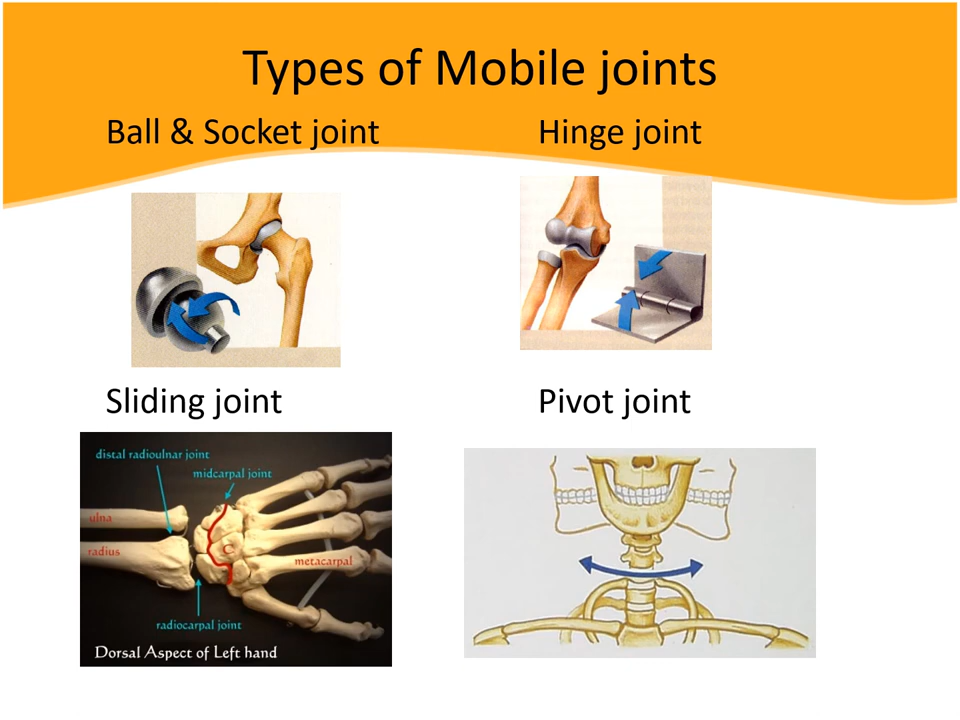 Types of Mobile joints
Ball & Socket joint
Hinge joint
Sliding joint
Pivot joint
distal radioulnar joint
midcarpal joint
ulna
radius
C
metacarpal
radiocarpal joint
Dorsal Aspect of Left hand